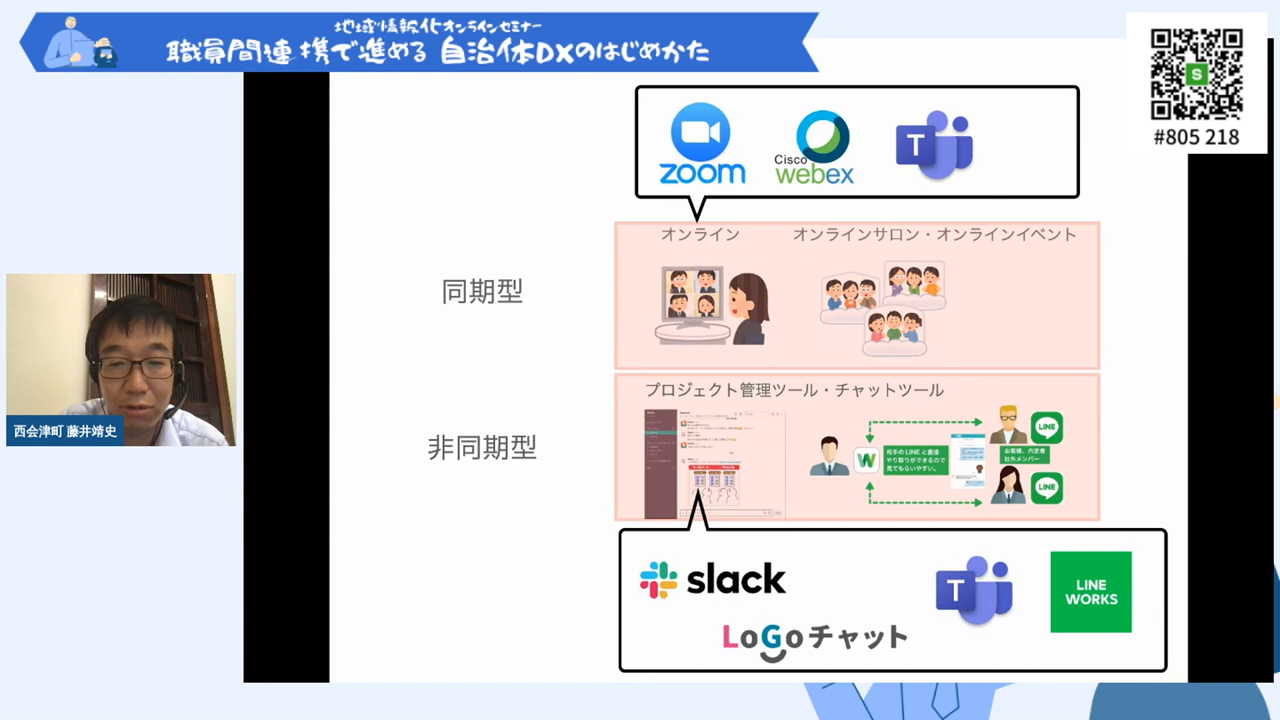 地域情報化オンラインセミナー
職員間連携で進める 自治体DXのはじめかた
S
#805 218
zoom
Cisco
webex
T
オンライン
オンラインサロン・オンラインイベント
同期型
プロジェクト管理ツール・チャットツール
非同期型
W
相手のLINEと直接
やり取りができるので
見てもらいやすい。
LINE
お客様、内定者
社外メンバー
LINE
西会津町 藤井靖史
slack
T
LINE
WORKS
LoGoチャット